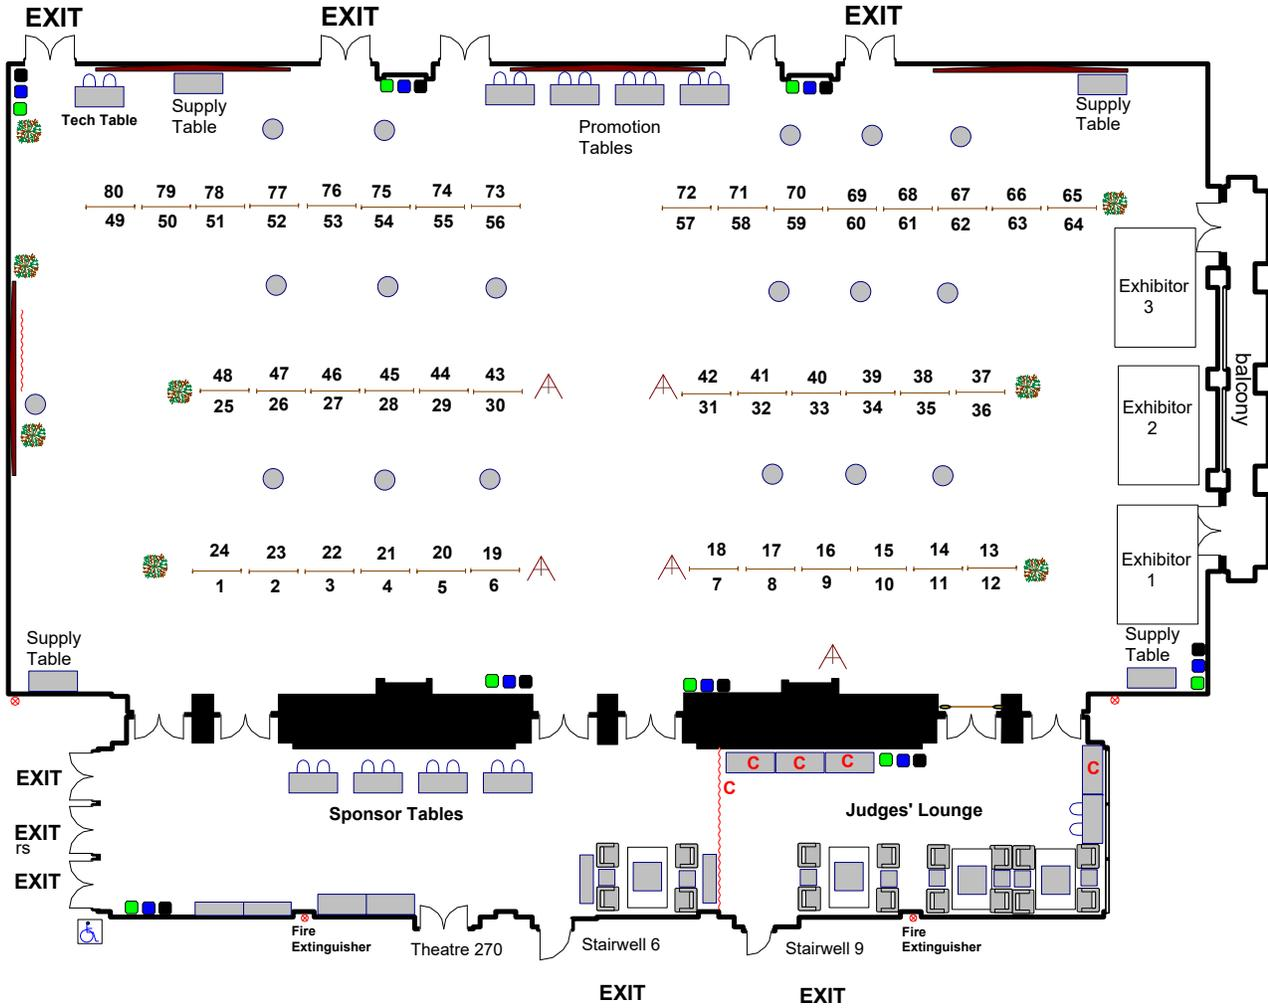 EXIT EXIT EXIT
Tech Table
Supply
Table
Promotion
Tables
Supply
Table
80 79 78 77 76 75 74 73 72 71 70 69 68 67 66 65
49 50 51 52 53 54 55 56 57 58 59 60 61 62 63 64
Exhibitor
3
balcony
48 47 46 45 44 43 42 41 40 39 38 37
25 26 27 28 29 30 31 32 33 34 35 36
Exhibitor
2
24 23 22 21 20 19 18 17 16 15 14 13
1 2 3 4 5 6 7 8 9 10 11 12
Exhibitor
1
Supply
Table
Supply
Table
C C C C
C
EXIT
Sponsor Tables
Judges' Lounge
EXIT
rs
EXIT
Fire
Extinguisher
Theatre 270
Stairwell 6
Stairwell 9
Fire
Extinguisher
EXIT EXIT